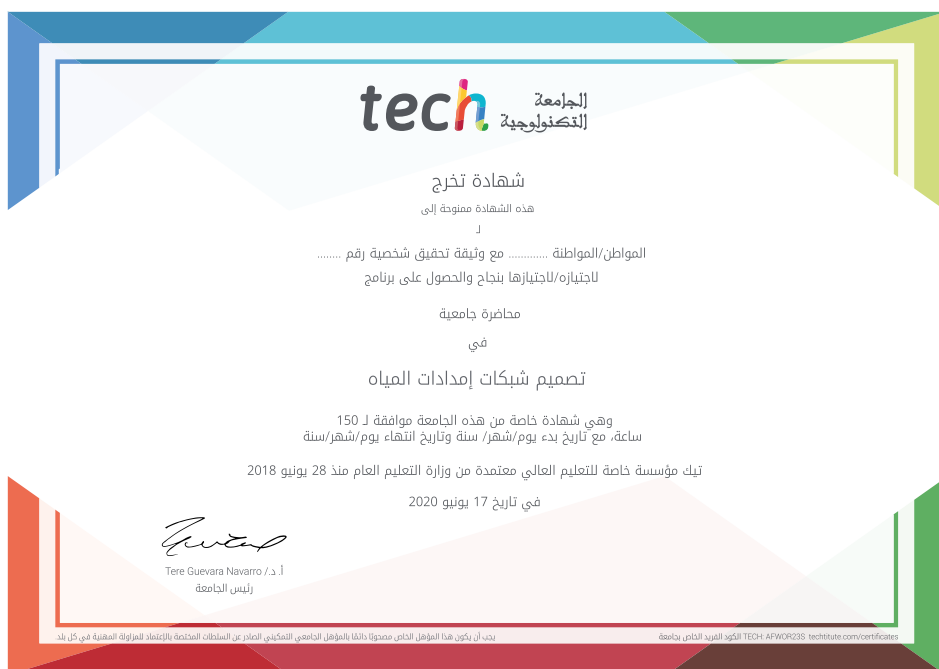 tech الجامعة
التكنولوجية
شهادة تخرج
هذه الشهادة ممنوحة إلى
لـ
المواطن/المواطنة ............ مع وثيقة تحقيق شخصية رقم ........
لاجتيازه/لاجتيازها بنجاح والحصول على برنامج
محاضرة جامعية
في
تصميم شبكات إمدادات المياه
وهي شهادة خاصة من هذه الجامعة موافقة لـ 150
ساعة، مع تاريخ بدء يوم/شهر/ سنة وتاريخ انتهاء يوم/شهر/سنة
تيك مؤسسة خاصة للتعليم العالي معتمدة من وزارة التعليم العام منذ 28 يونيو 2018
في تاريخ 17 يونيو 2020
أ.د./ Tere Guevara Navarro
رئيس الجامعة
يجب أن يكون هذا المؤهل الخاص مصحوبًا دائمًا بالمؤهل الجامعي التمكيني الصادر عن السلطات المختصة بالإعتماد للمزاولة المهنية في كل بلد.
الكود الفريد الخاص بجامعة TECH: AFWOR23S techtitute.com/certificates